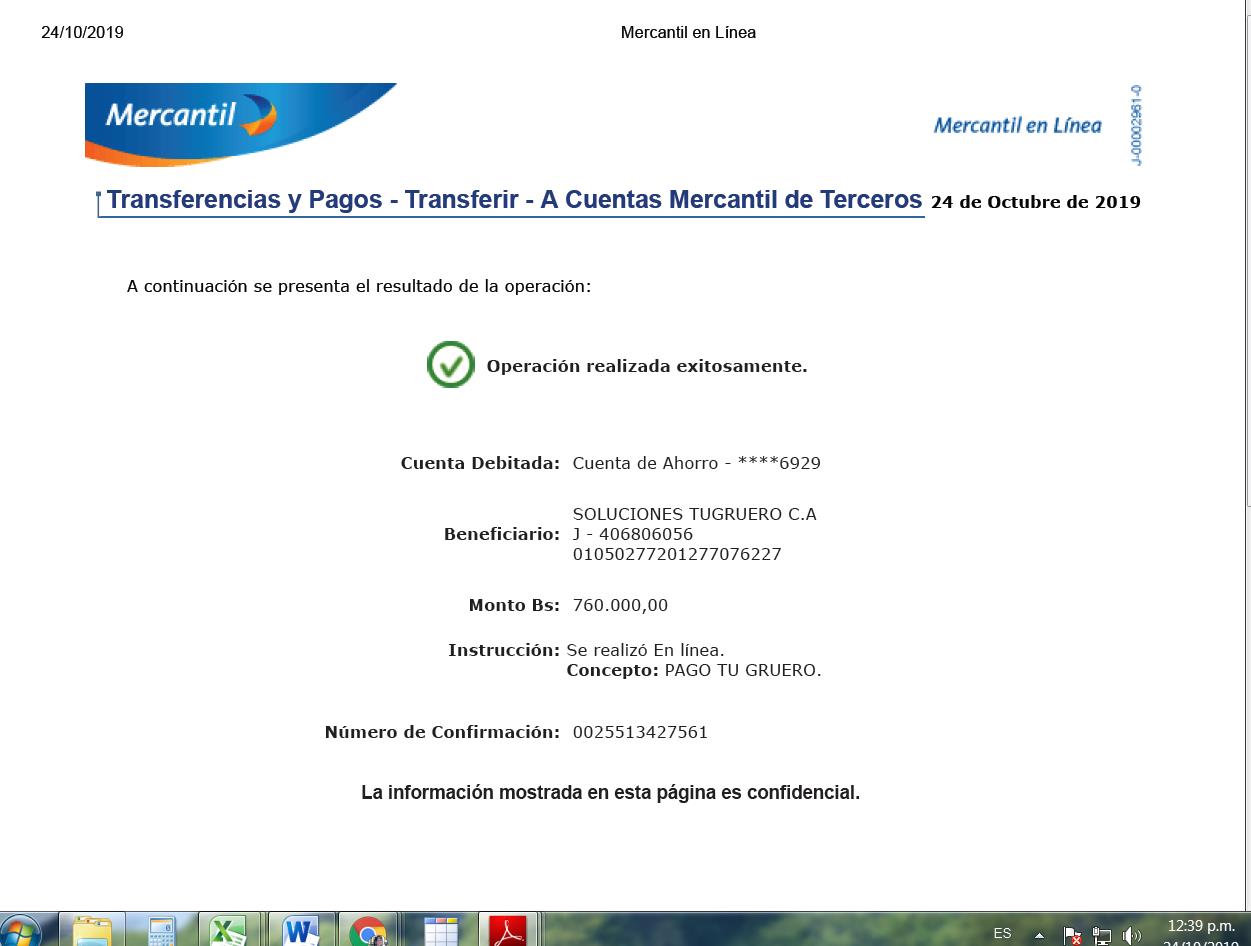 24/10/2019 Mercantil en Línea
Mercantil
Mercantil en Línea
J-00002961-0
Transferencias y Pagos - Transferir - A Cuentas Mercantil de Terceros 24 de Octubre de 2019
A continuación se presenta el resultado de la operación:
Operación realizada exitosamente.
Cuenta Debitada: Cuenta de Ahorro - ****6929
SOLUCIONES TUGRUERO C.A
Beneficiario: J - 406806056
01050277201277076227
Monto Bs: 760.000,00
Instrucción: Se realizó En línea.
Concepto: PAGO TU GRUERO.
Número de Confirmación: 0025513427561
La información mostrada en esta página es confidencial.
ES 12:39 p.m.
24/10/2019